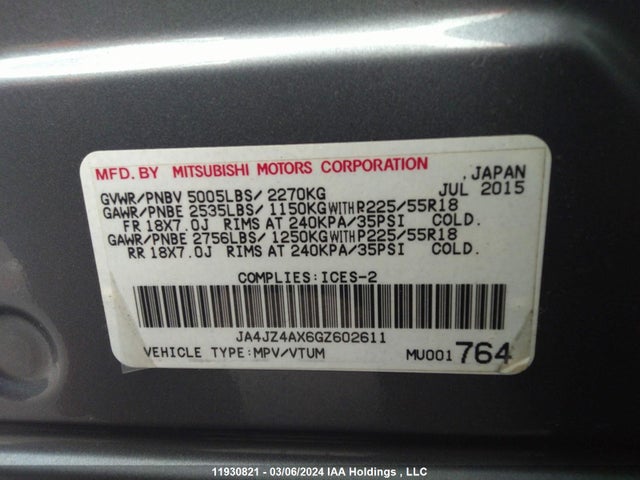 MFD. BY MITSUBISHI MOTORS CORPORATION , JAPAN
GVWR/PNBV 5005LBS/ 2270KG JUL 2015
GAWR/PNBE 2535LBS/ 1150KG WITH R225/55R18
FR 18X7.0J RIMS AT 240KPA/35PSI COLD.
GAWR/PNBE 2756LBS/ 1250KG WITH P225/55R18
RR 18X7.0J RIMS AT 240KPA/35PSI COLD.
COMPLIES:ICES-2
JA4JZ4AX6GZ602611
VEHICLE TYPE:MPV/VTUM MU001 764
11930821 - 03/06/2024 IAA Holdings , LLC